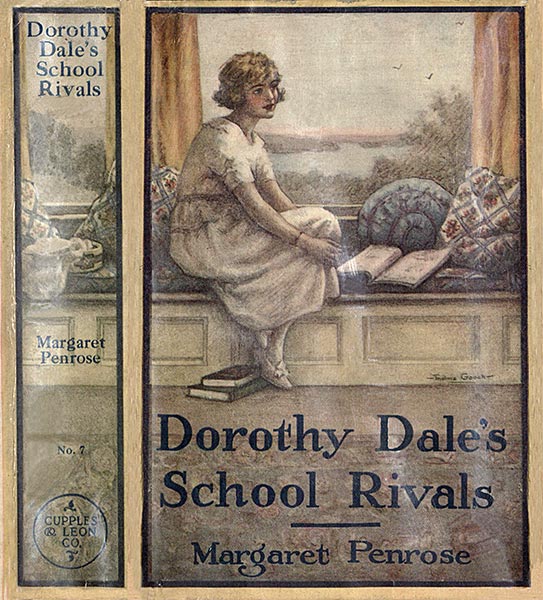 Dorothy
Dale's
School
Rivals
Margaret
Penrose
No. 7
CUPPLES
& LEON
CO.
Dorothy Dale's
School Rivals
Margaret Penrose